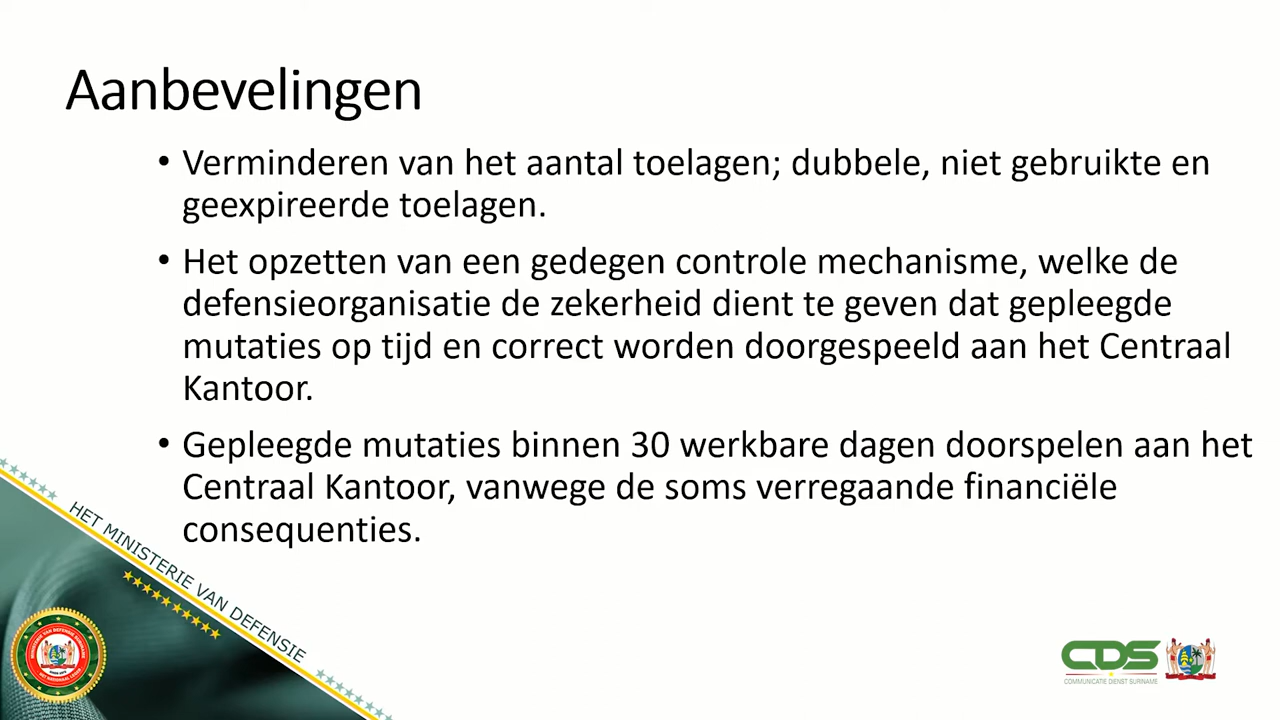 Aanbevelingen
• Verminderen van het aantal toelagen; dubbele, niet gebruikte en
geexpireerde toelagen.
• Het opzetten van een gedegen controle mechanisme, welke de
defensieorganisatie de zekerheid dient te geven dat gepleegde
mutaties op tijd en correct worden doorgespeeld aan het Centraal
Kantoor.
• Gepleegde mutaties binnen 30 werkbare dagen doorspelen aan het
Centraal Kantoor, vanwege de soms verregaande financiële
consequenties.
HET MINISTERIE VAN DEFENSIE
CDS
COMMUNICATIE DIENST SURINAME